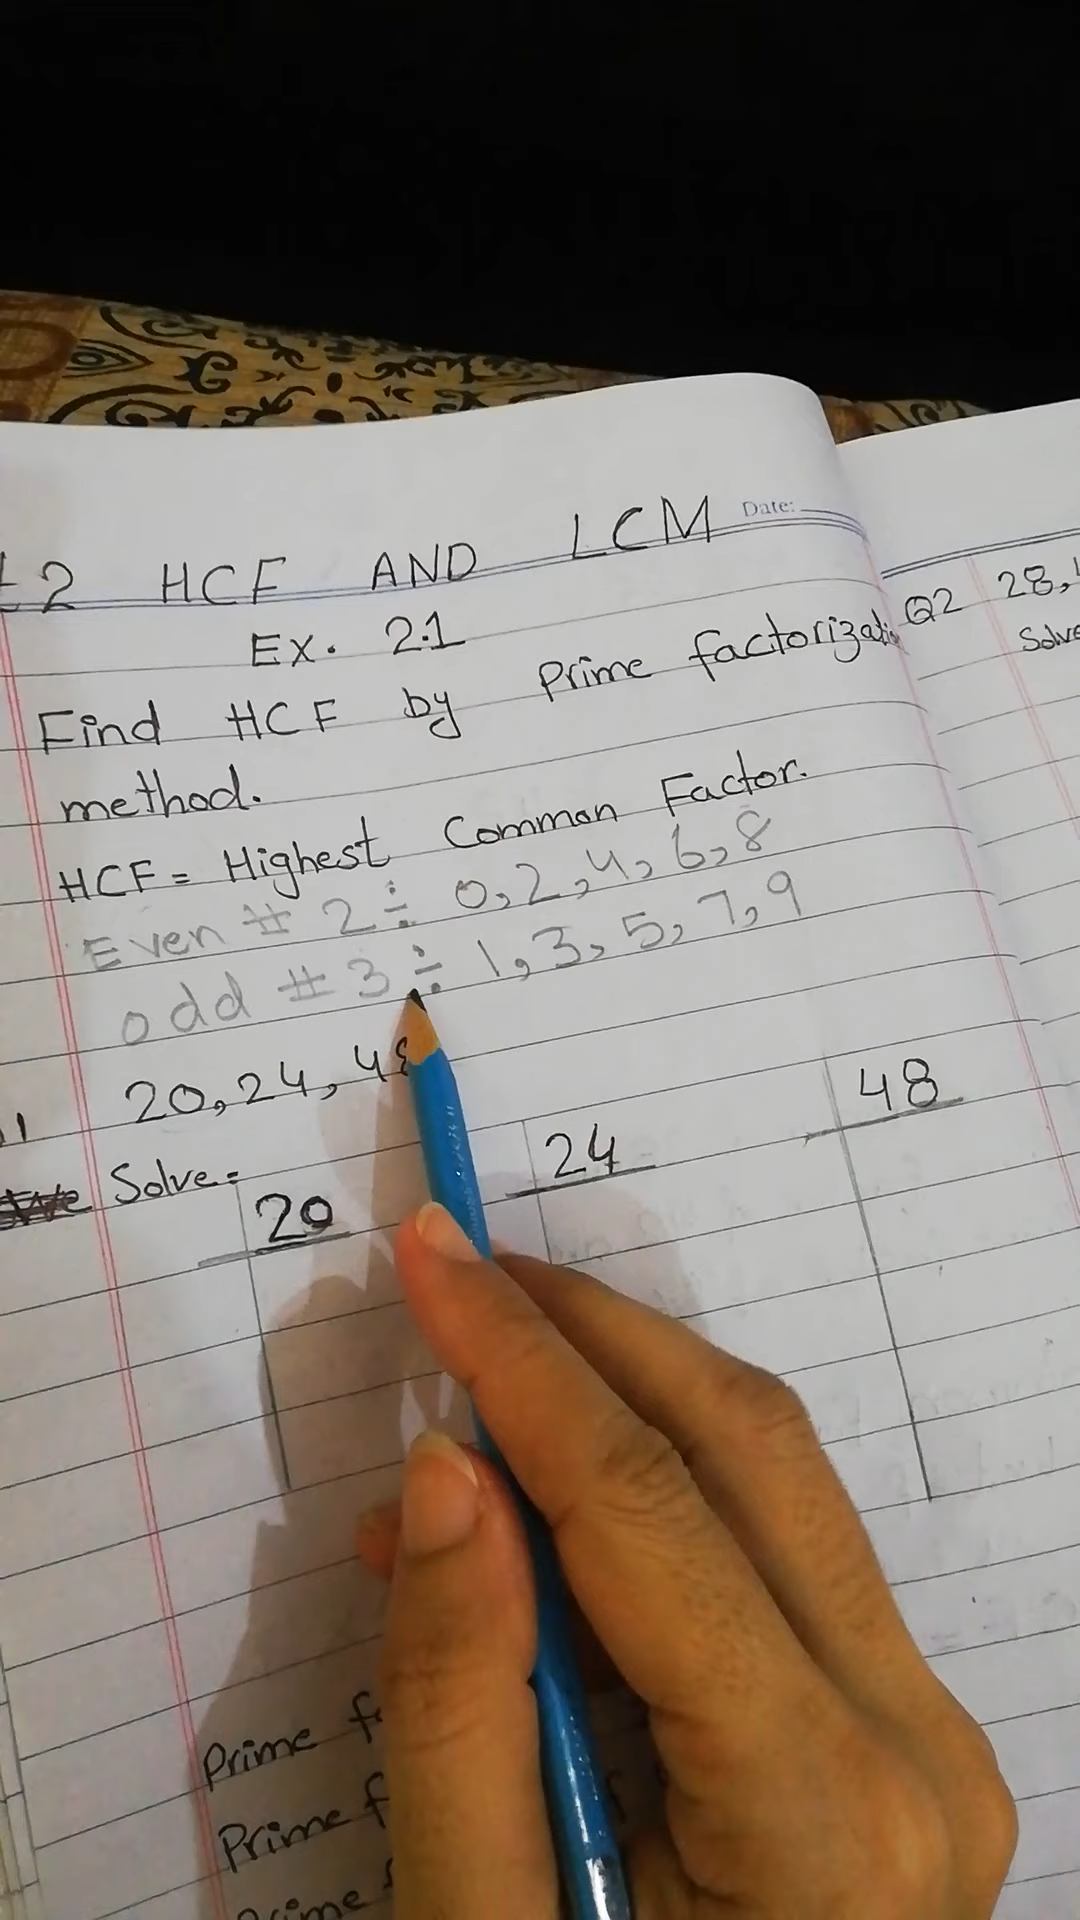 2 HCF AND LCM Date:
EX. 2.1
Find HCF by Prime factorization
method.
HCF = Highest Common Factor.
Even # 2 ÷ 0, 2, 4, 6, 8
odd # 3 ÷ 1, 3, 5, 7, 9
20, 24, 48
Solve =
20 24 48
Prime
Prime
Q2 28,
Solve